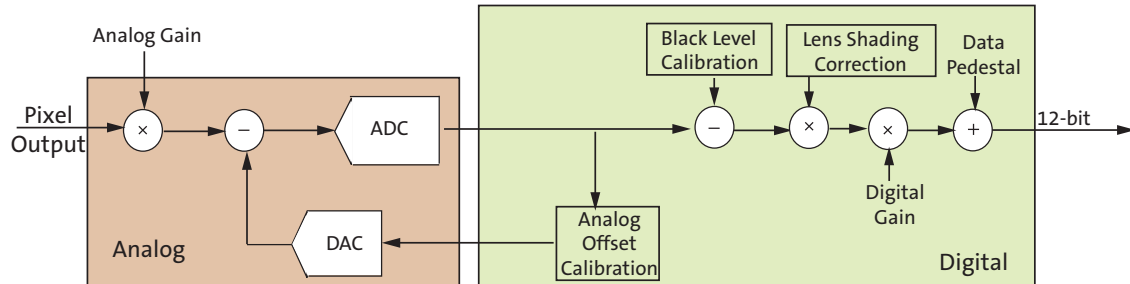 Analog Gain
Pixel
Output
×
−
ADC
DAC
Analog
Black Level
Calibration
Lens Shading
Correction
Data
Pedestal
−
×
×
+
12-bit
Digital
Gain
Analog
Offset
Calibration
Digital